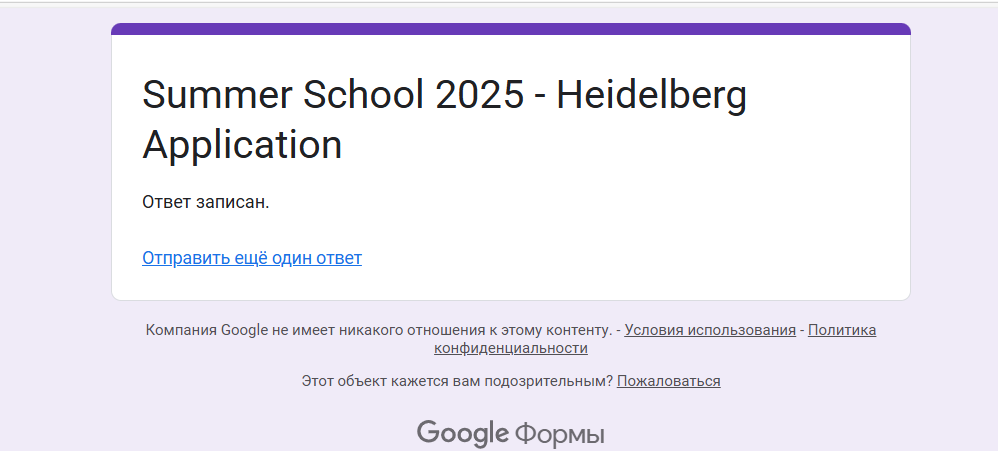 Summer School 2025 - Heidelberg
Application
Ответ записан.
Отправить ещё один ответ
Компания Google не имеет никакого отношения к этому контенту. - Условия использования - Политика
конфиденциальности
Этот объект кажется вам подозрительным? Пожаловаться
Google Формы